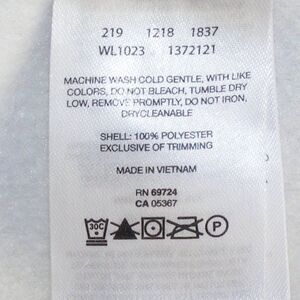 219 1218 1837
WL1023 1372121
MACHINE WASH COLD GENTLE, WITH LIKE
COLORS, DO NOT BLEACH, TUMBLE DRY
LOW, REMOVE PROMPTLY, DO NOT IRON,
DRYCLEANABLE
SHELL: 100% POLYESTER
EXCLUSIVE OF TRIMMING
MADE IN VIETNAM
RN 69724
CA 05367
30C P